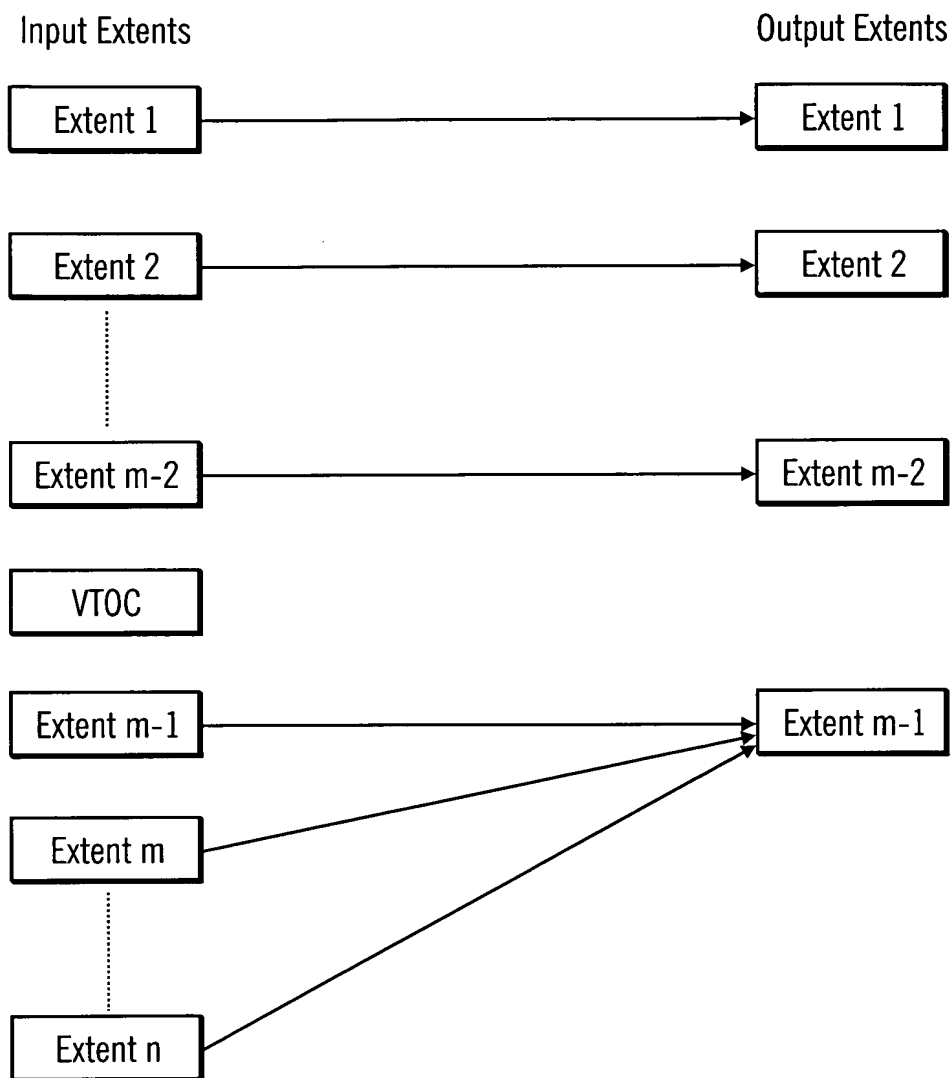 Input Extents
Output Extents
Extent 1
Extent 1
Extent 2
Extent 2
Extent m-2
Extent m-2
VTOC
Extent m-1
Extent m-1
Extent m
Extent n